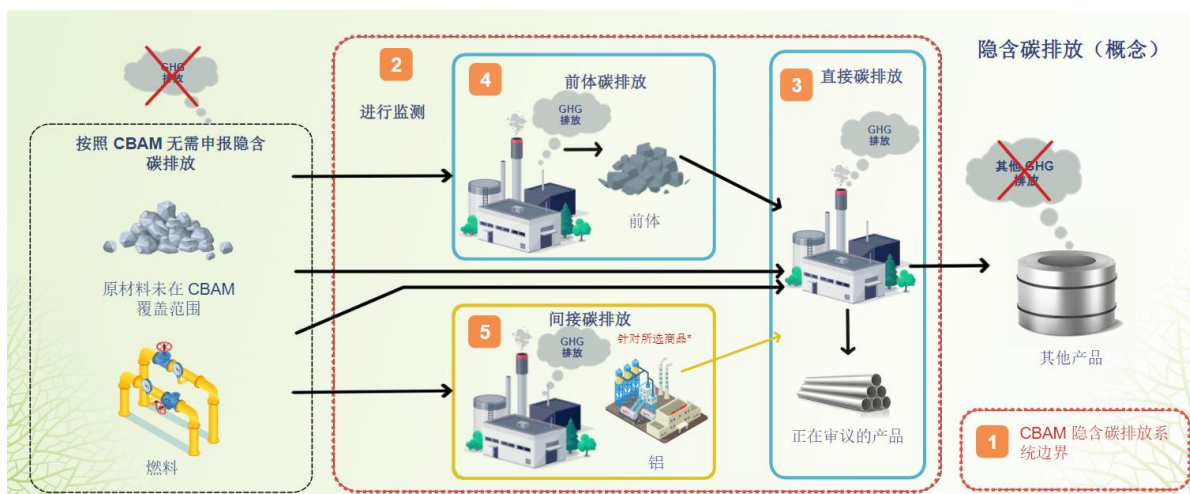 隐含碳排放（概念）
GHG
排放
按照 CBAM 无需申报隐含
碳排放
原材料未在 CBAM
覆盖范围
燃料
2
进行监测
4
前体碳排放
GHG
排放
前体
5
间接碳排放
GHG
排放
针对所选商品*
铝
3
直接碳排放
GHG
排放
正在审议的产品
其他 GHG
排放
其他产品
1
CBAM 隐含碳排放系
统边界